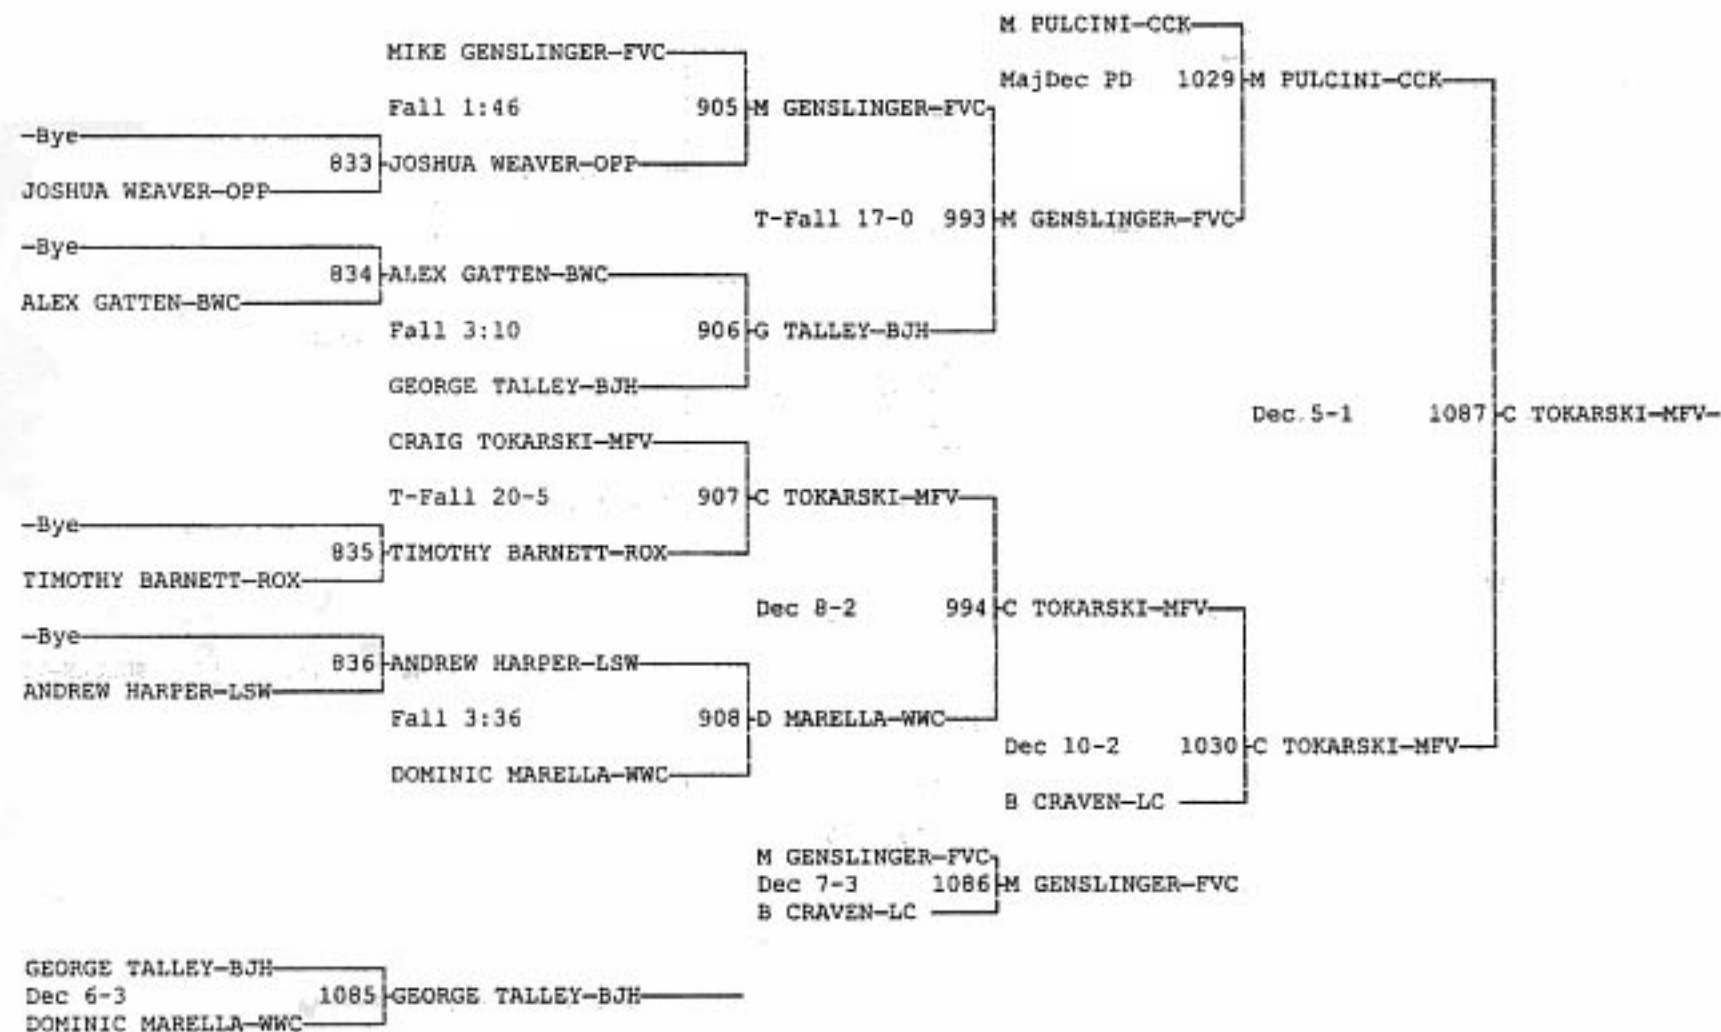 M PULCINI-CCK
MIKE GENSLINGER-FVC
MajDec PD 1029 M PULCINI-CCK
Fall 1:46 905 M GENSLINGER-FVC
-Bye
833 JOSHUA WEAVER-OPP
JOSHUA WEAVER-OPP
T-Fall 17-0 993 M GENSLINGER-FVC
-Bye
834 ALEX GATTEN-BWC
ALEX GATTEN-BWC
Fall 3:10 906 G TALLEY-BJH
GEORGE TALLEY-BJH
Dec 5-1 1087 C TOKARSKI-MFV-
CRAIG TOKARSKI-MFV
T-Fall 20-5 907 C TOKARSKI-MFV
-Bye
835 TIMOTHY BARNETT-ROX
TIMOTHY BARNETT-ROX
Dec 8-2 994 C TOKARSKI-MFV
-Bye
836 ANDREW HARPER-LSW
ANDREW HARPER-LSW
Fall 3:36 908 D MARELLA-WWC
Dec 10-2 1030 C TOKARSKI-MFV
DOMINIC MARELLA-WWC
B CRAVEN-LC
M GENSLINGER-FVC
Dec 7-3 1086 M GENSLINGER-FVC
B CRAVEN-LC
GEORGE TALLEY-BJH
Dec 6-3 1085 GEORGE TALLEY-BJH
DOMINIC MARELLA-WWC